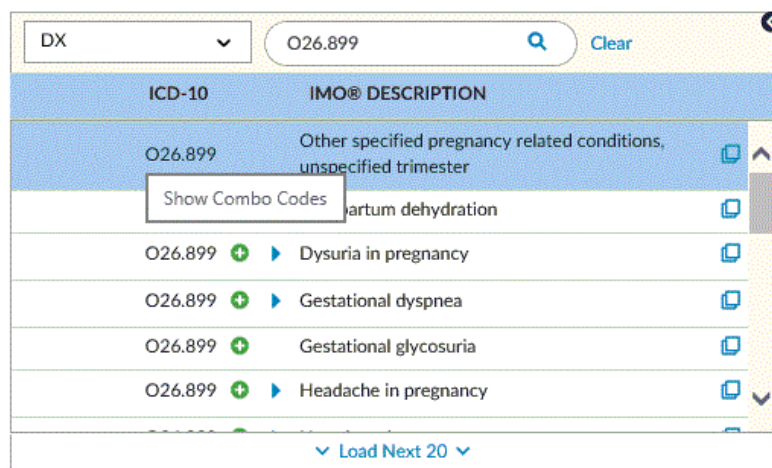 DX
O26.899
Clear
ICD-10
IMO® DESCRIPTION
O26.899
Other specified pregnancy related conditions,
unspecified trimester
Show Combo Codes
partum dehydration
O26.899
Dysuria in pregnancy
O26.899
Gestational dyspnea
O26.899
Gestational glycosuria
O26.899
Headache in pregnancy
Load Next 20